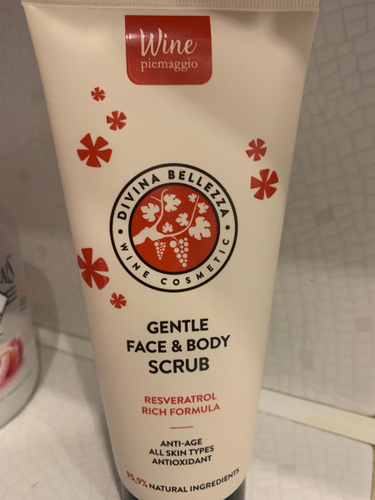 Wine
piemaggio
DIVINA BELLEZZA
WINE COSMETIC
GENTLE
FACE & BODY
SCRUB
RESVERATROL
RICH FORMULA
ANTI-AGE
ALL SKIN TYPES
ANTIOXIDANT
95,9% NATURAL INGREDIENTS